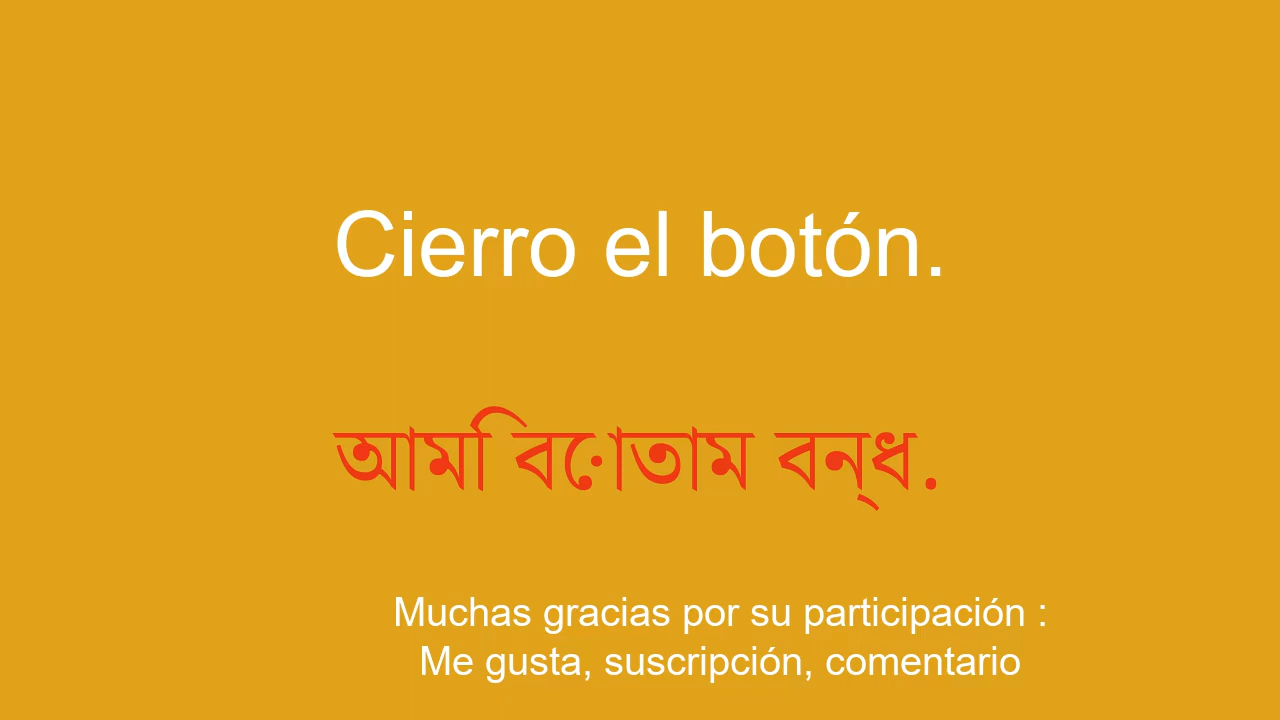 Cierro el botón.
আমি বোতাম বন্ধ.
Muchas gracias por su participación :
Me gusta, suscripción, comentario